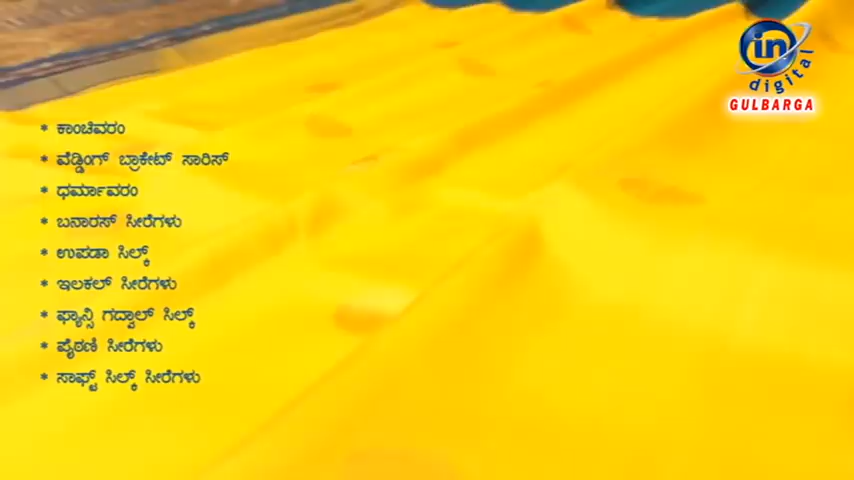 in
digital
GULBARGA
* ಕಾಂಚಿವರಂ
* ವೆಡ್ಡಿಂಗ್ ಬ್ರಾಕೇಟ್ ಸಾರಿಸ್
* ಧರ್ಮಾವರಂ
* ಬನಾರಸ್ ಸೀರೆಗಳು
* ಉಪಡಾ ಸಿಲ್ಕ್
* ಇಲಕಲ್ ಸೀರೆಗಳು
* ಫ್ಯಾನ್ಸಿ ಗದ್ವಾಲ್ ಸಿಲ್ಕ್
* ಪೈಠಣಿ ಸೀರೆಗಳು
* ಸಾಫ್ಟ್ ಸಿಲ್ಕ್ ಸೀರೆಗಳು